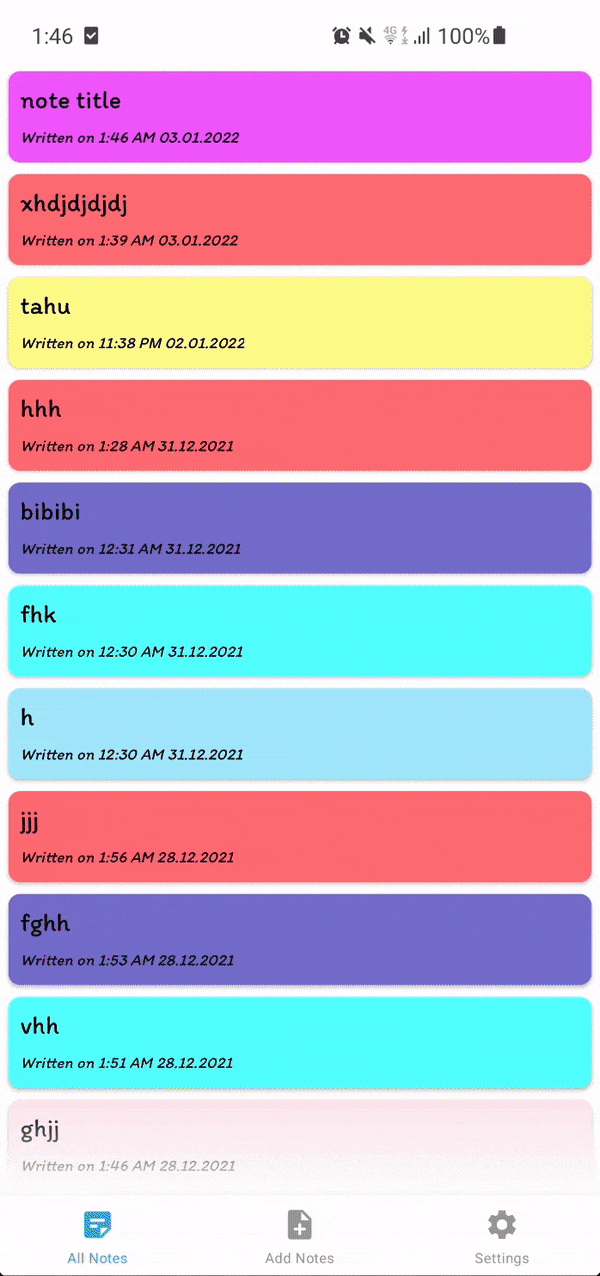 1:46 4G 100%
note title
Written on 1:46 AM 03.01.2022
xhdjdjdjdj
Written on 1:39 AM 03.01.2022
tahu
Written on 11:38 PM 02.01.2022
hhh
Written on 1:28 AM 31.12.2021
bibibi
Written on 12:31 AM 31.12.2021
fhk
Written on 12:30 AM 31.12.2021
h
Written on 12:30 AM 31.12.2021
jjj
Written on 1:56 AM 28.12.2021
fghh
Written on 1:53 AM 28.12.2021
vhh
Written on 1:51 AM 28.12.2021
ghjj
Written on 1:46 AM 28.12.2021
All Notes Add Notes Settings